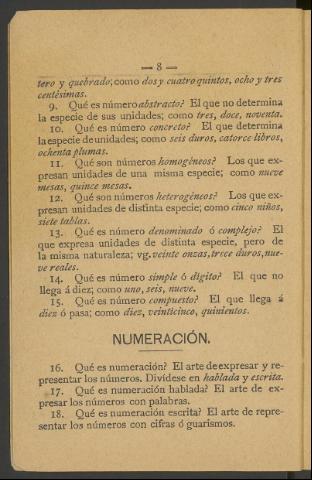 — 8 —
tero y quebrado; como dos y cuatro quintos, ocho y tres
centésimas.
9. Qué es número abstracto? El que no determina
la especie de sus unidades; como tres, doce, noventa.
10. Qué es número concreto? El que determina
la especie de unidades; como seis duros, catorce libros,
ochenta plumas.
11. Qué son números homogéneos? Los que ex-
presan unidades de una misma especie; como nueve
mesas, quince mesas.
12. Qué son números heterogéneos? Los que ex-
presan unidades de distinta especie; como cinco niños,
siete tablas.
13. Qué es número denominado ó complejo? El
que expresa unidades de distinta especie, pero de
la misma naturaleza; vg. veinte onzas, trece duros, nue-
ve reales.
14. Qué es número simple ó dígito? El que no
llega á diez; como uno, seis, nueve.
15. Qué es número compuesto? El que llega á
diez ó pasa; como diez, veinticinco, quinientos.
NUMERACIÓN.
16. Qué es numeración? El arte de expresar y re-
presentar los números. Divídese en hablada y escrita.
17. Qué es numeración hablada? El arte de ex-
presar los números con palabras.
18. Qué es numeración escrita? El arte de repre-
sentar los números con cifras ó guarismos.